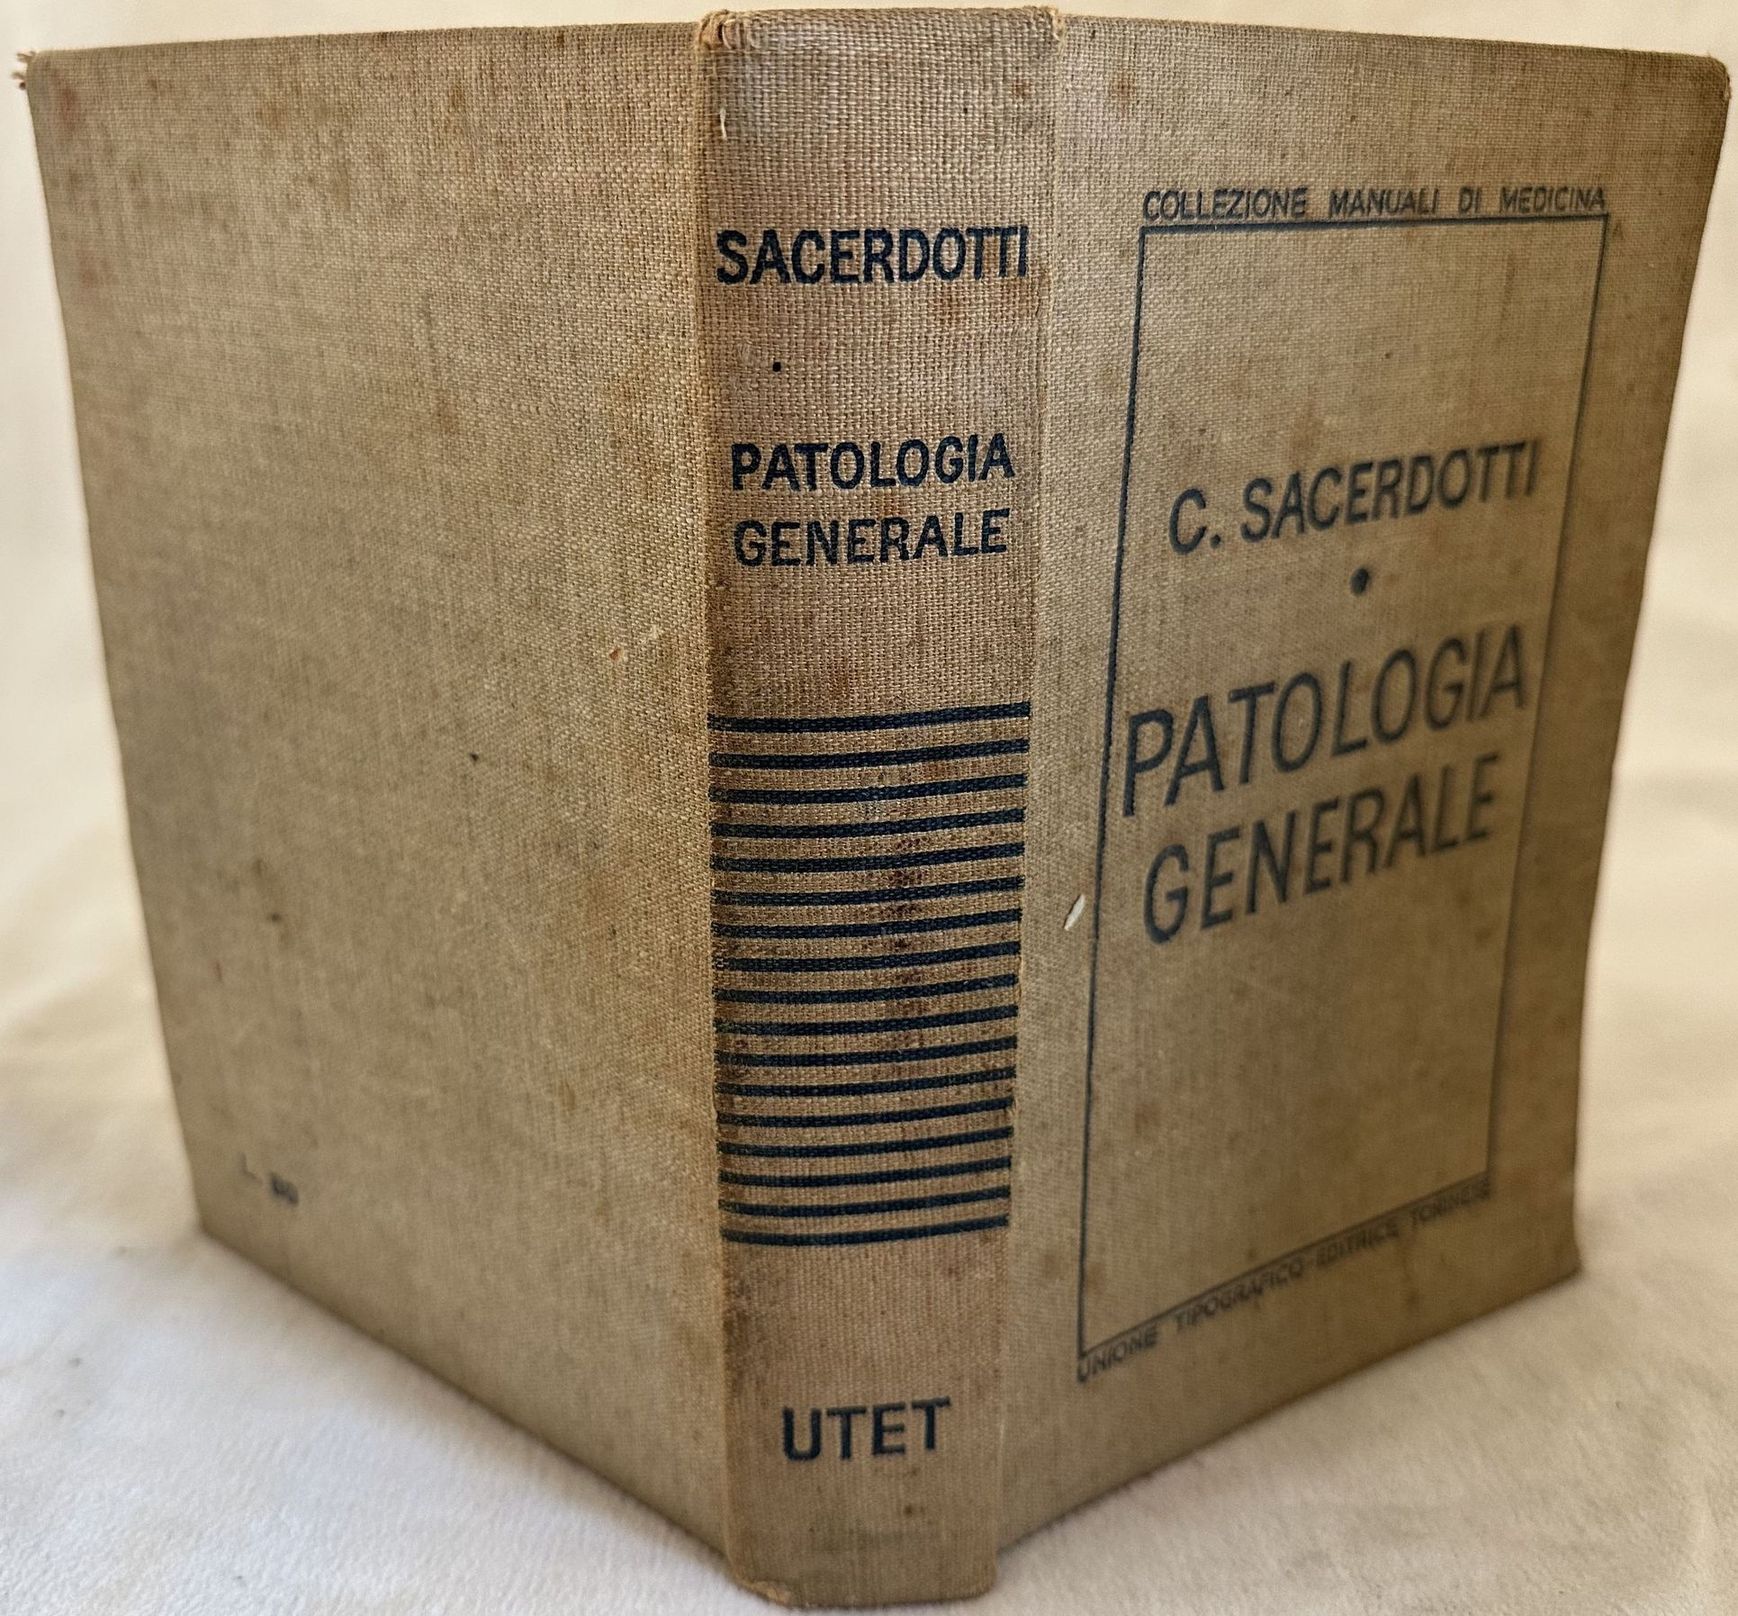 SACERDOTTI
PATOLOGIA
GENERALE
UTET
COLLEZIONE MANUALI DI MEDICINA
C. SACERDOTTI
PATOLOGIA
GENERALE
UNIONE TIPOGRAFICO-EDITRICE TORINESE